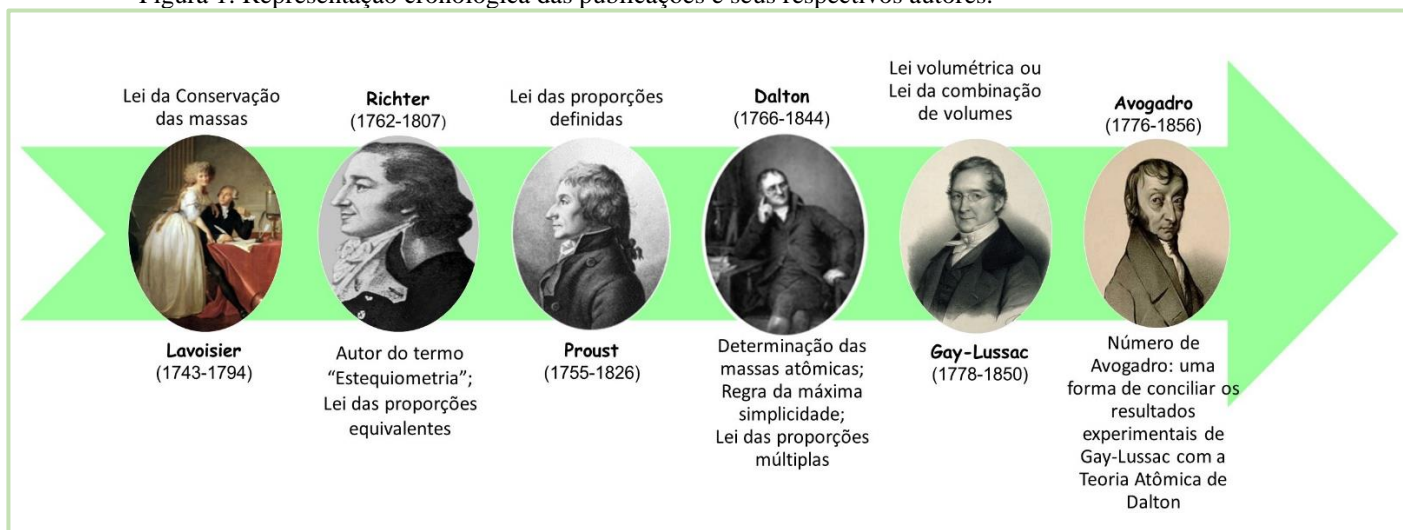 Figura 1: Representação cronológica das publicações e seus respectivos autores.
Lei da Conservação
das massas
Lavoisier
(1743-1794)
Richter
(1762-1807)
Autor do termo
“Estequiometria”;
Lei das proporções
equivalentes
Lei das proporções
definidas
Proust
(1755-1826)
Dalton
(1766-1844)
Determinação das
massas atômicas;
Regra da máxima
simplicidade;
Lei das proporções
múltiplas
Lei volumétrica ou
Lei da combinação
de volumes
Gay-Lussac
(1778-1850)
Avogadro
(1776-1856)
Número de
Avogadro: uma
forma de conciliar os
resultados
experimentais de
Gay-Lussac com a
Teoria Atômica de
Dalton